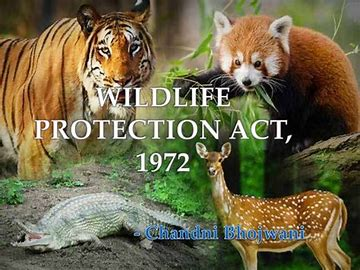 WILDLIFE
PROTECTION ACT,
1972
- Chandni Bhojwani